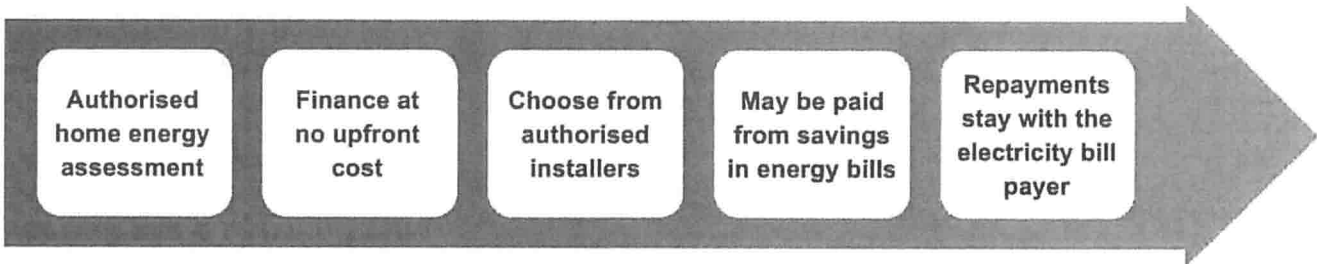 Authorised
home energy
assessment
Finance at
no upfront
cost
Choose from
authorised
installers
May be paid
from savings
in energy bills
Repayments
stay with the
electricity bill
payer